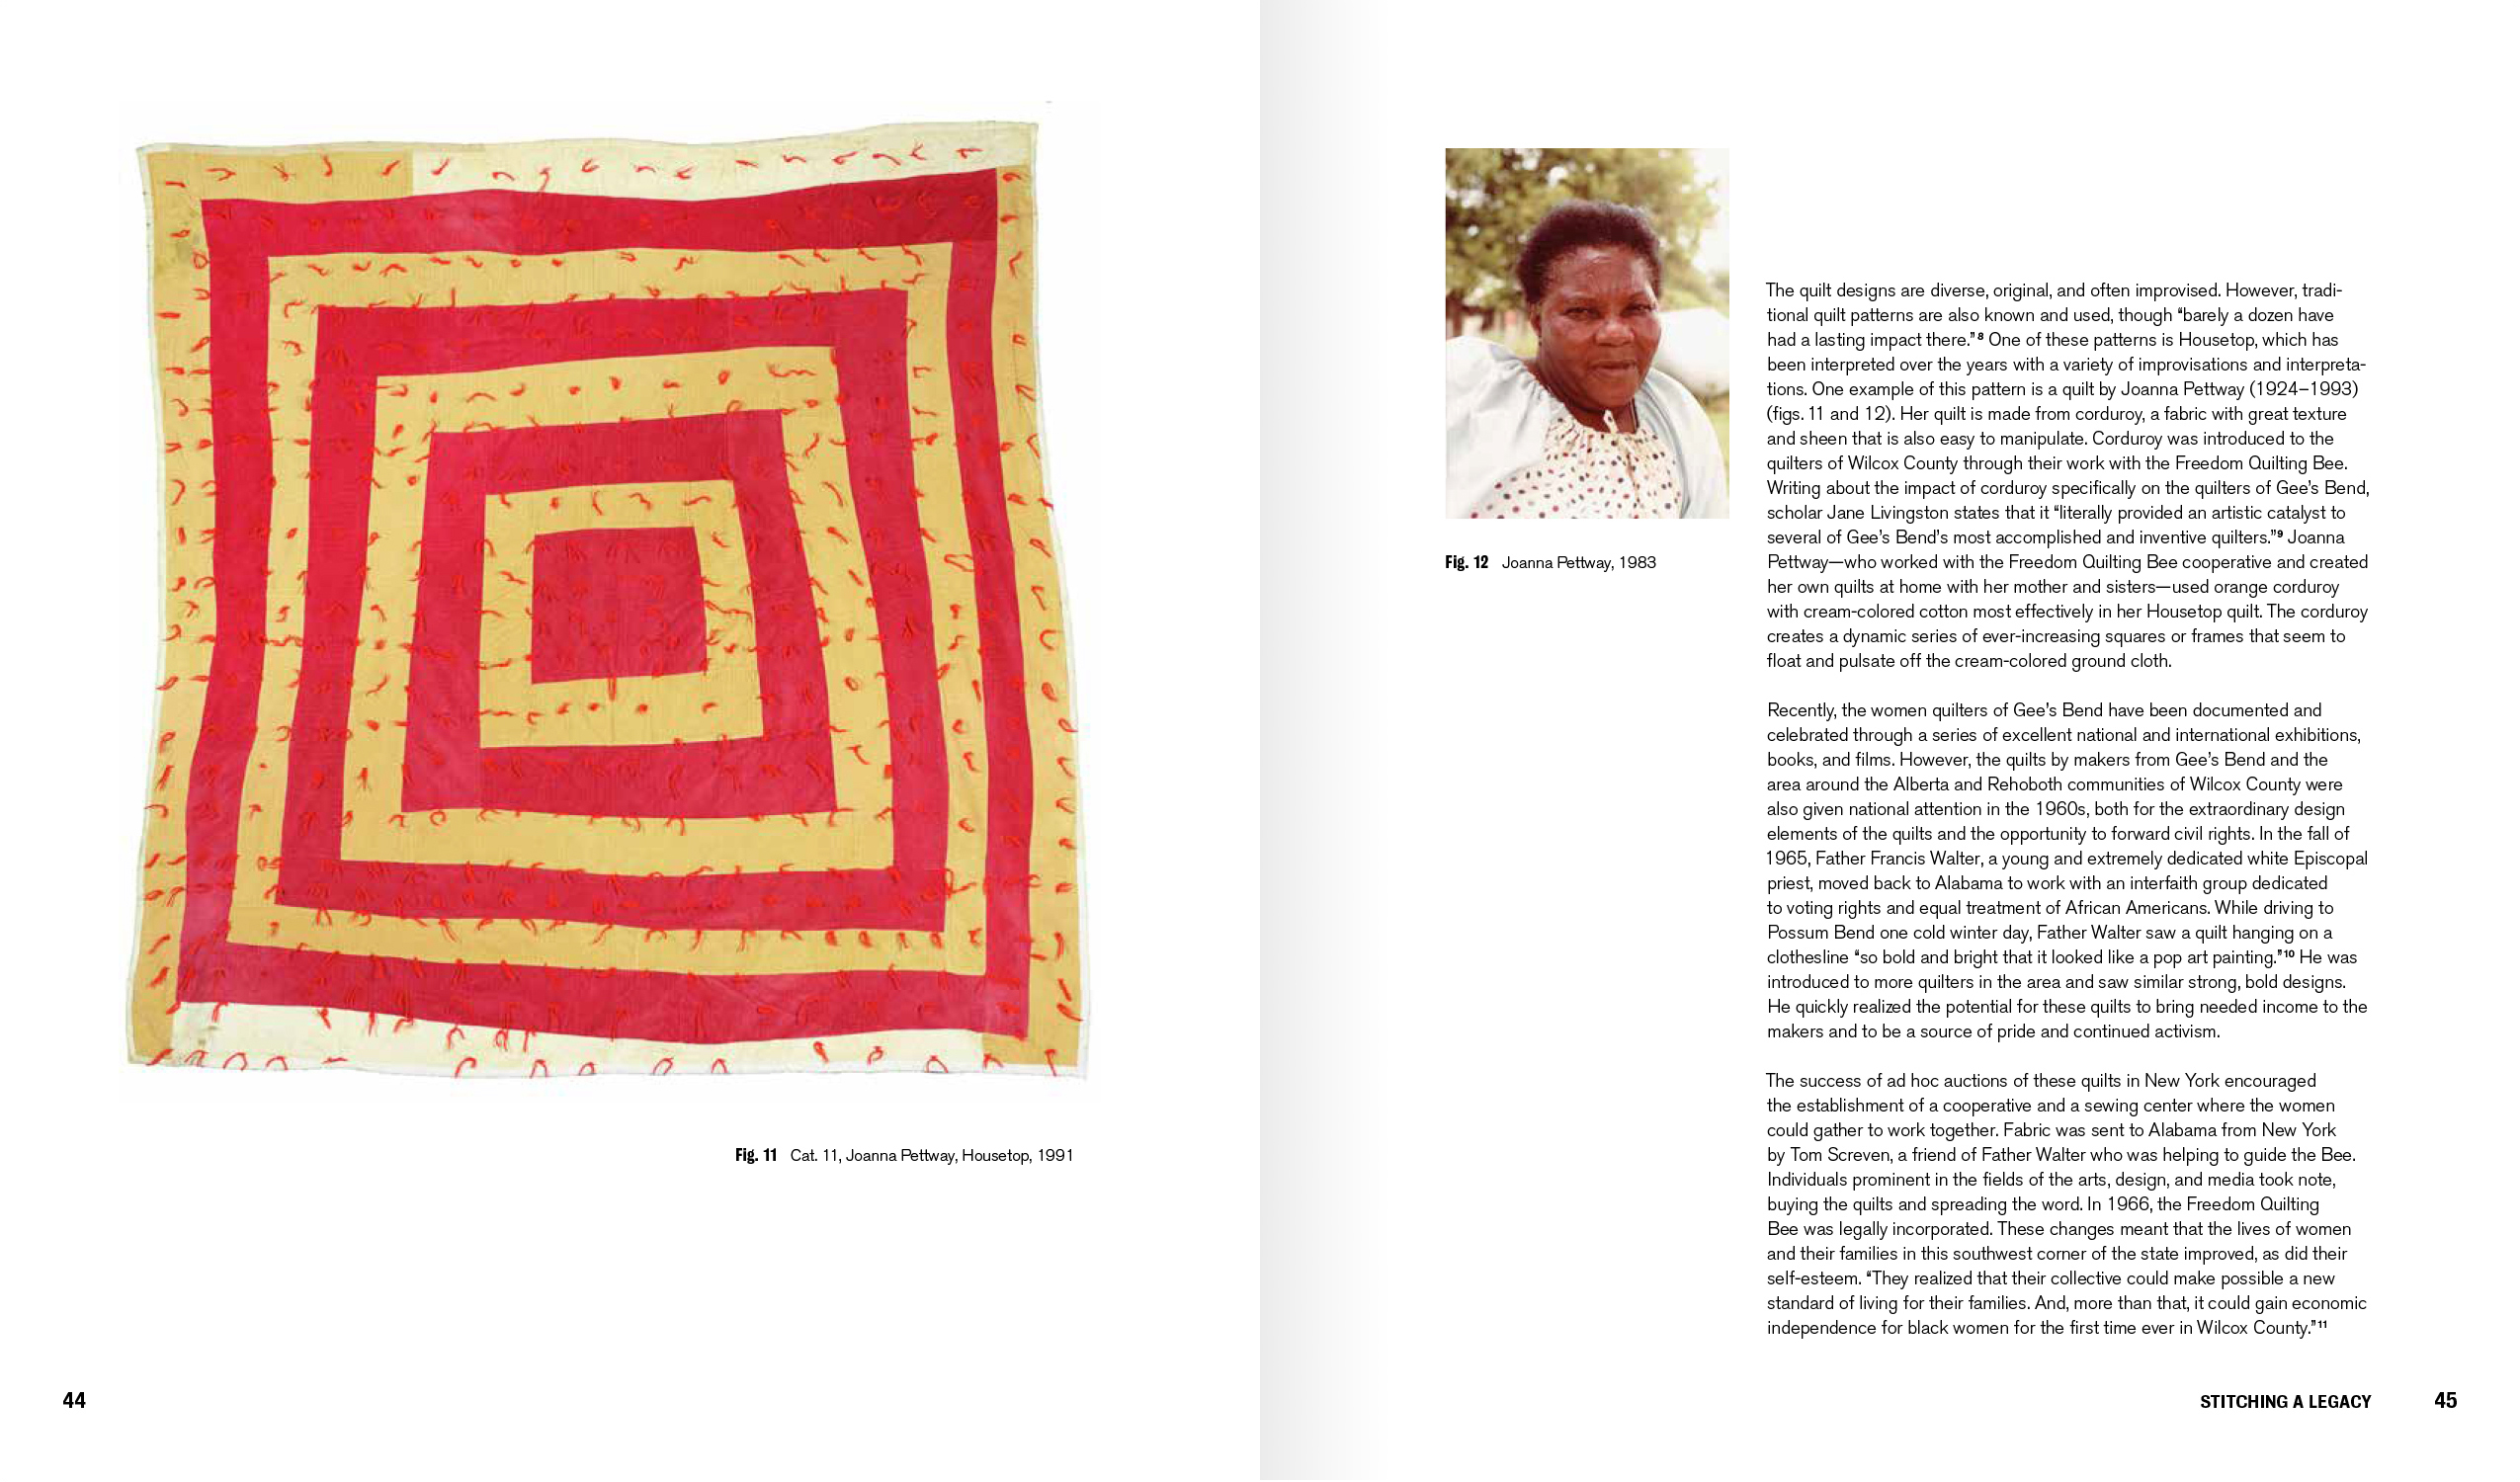 Fig. 11 Cat. 11, Joanna Pettway, Housetop, 1991
44
Fig. 12 Joanna Pettway, 1983
The quilt designs are diverse, original, and often improvised. However, tradi-
tional quilt patterns are also known and used, though “barely a dozen have
had a lasting impact there.”⁸ One of these patterns is Housetop, which has
been interpreted over the years with a variety of improvisations and interpreta-
tions. One example of this pattern is a quilt by Joanna Pettway (1924–1993)
(figs. 11 and 12). Her quilt is made from corduroy, a fabric with great texture
and sheen that is also easy to manipulate. Corduroy was introduced to the
quilters of Wilcox County through their work with the Freedom Quilting Bee.
Writing about the impact of corduroy specifically on the quilters of Gee’s Bend,
scholar Jane Livingston states that it “literally provided an artistic catalyst to
several of Gee’s Bend’s most accomplished and inventive quilters.”⁹ Joanna
Pettway—who worked with the Freedom Quilting Bee cooperative and created
her own quilts at home with her mother and sisters—used orange corduroy
with cream-colored cotton most effectively in her Housetop quilt. The corduroy
creates a dynamic series of ever-increasing squares or frames that seem to
float and pulsate off the cream-colored ground cloth.
Recently, the women quilters of Gee’s Bend have been documented and
celebrated through a series of excellent national and international exhibitions,
books, and films. However, the quilts by makers from Gee’s Bend and the
area around the Alberta and Rehoboth communities of Wilcox County were
also given national attention in the 1960s, both for the extraordinary design
elements of the quilts and the opportunity to forward civil rights. In the fall of
1965, Father Francis Walter, a young and extremely dedicated white Episcopal
priest, moved back to Alabama to work with an interfaith group dedicated
to voting rights and equal treatment of African Americans. While driving to
Possum Bend one cold winter day, Father Walter saw a quilt hanging on a
clothesline “so bold and bright that it looked like a pop art painting.”¹⁰ He was
introduced to more quilters in the area and saw similar strong, bold designs.
He quickly realized the potential for these quilts to bring needed income to the
makers and to be a source of pride and continued activism.
The success of ad hoc auctions of these quilts in New York encouraged
the establishment of a cooperative and a sewing center where the women
could gather to work together. Fabric was sent to Alabama from New York
by Tom Screven, a friend of Father Walter who was helping to guide the Bee.
Individuals prominent in the fields of the arts, design, and media took note,
buying the quilts and spreading the word. In 1966, the Freedom Quilting
Bee was legally incorporated. These changes meant that the lives of women
and their families in this southwest corner of the state improved, as did their
self-esteem. “They realized that their collective could make possible a new
standard of living for their families. And, more than that, it could gain economic
independence for black women for the first time ever in Wilcox County.”¹¹
STITCHING A LEGACY 45